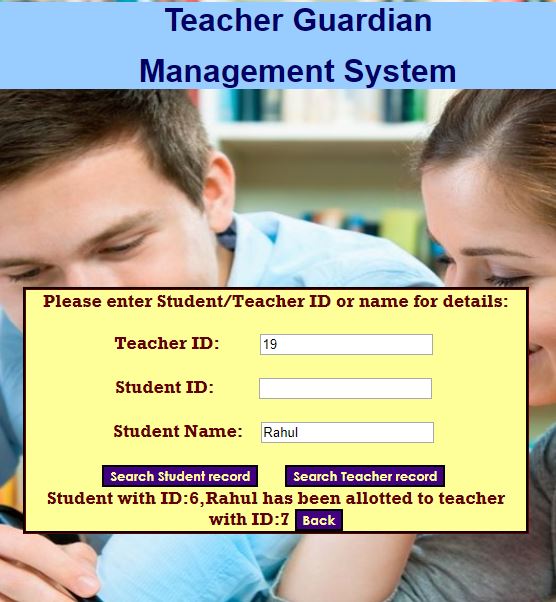 Teacher Guardian
Management System
Please enter Student/Teacher ID or name for details:
Teacher ID: 19
Student ID:
Student Name: Rahul
Search Student record Search Teacher record
Student with ID:6,Rahul has been allotted to teacher
with ID:7 Back